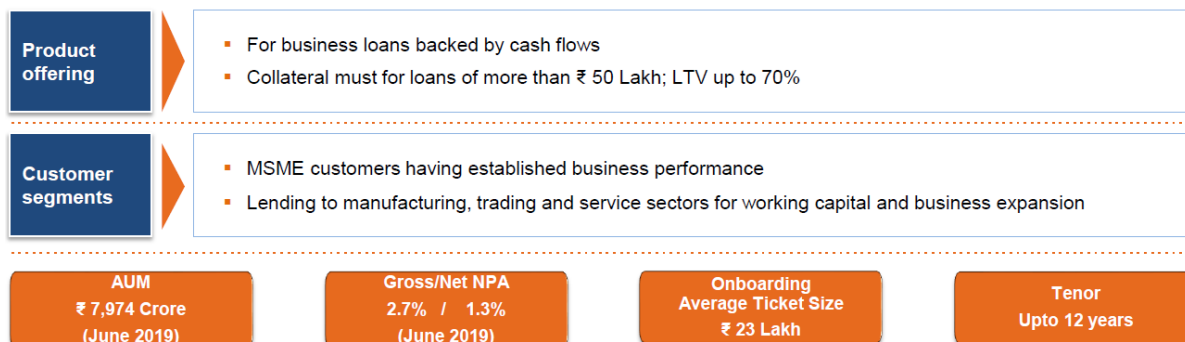 Product
offering
▪ For business loans backed by cash flows
▪ Collateral must for loans of more than ₹ 50 Lakh; LTV up to 70%
Customer
segments
▪ MSME customers having established business performance
▪ Lending to manufacturing, trading and service sectors for working capital and business expansion
AUM
₹ 7,974 Crore
(June 2019)
Gross/Net NPA
2.7% / 1.3%
(June 2019)
Onboarding
Average Ticket Size
₹ 23 Lakh
Tenor
Upto 12 years